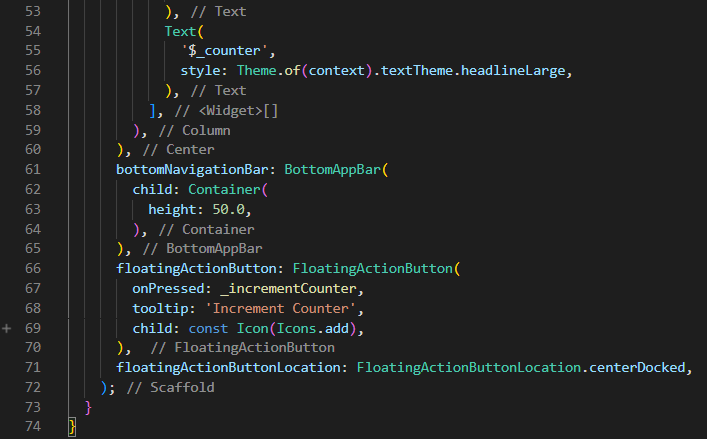 53 ), // Text
54 Text(
55 '$_counter',
56 style: Theme.of(context).textTheme.headlineLarge,
57 ), // Text
58 ], // <Widget>[]
59 ), // Column
60 ), // Center
61 bottomNavigationBar: BottomAppBar(
62 child: Container(
63 height: 50.0,
64 ), // Container
65 ), // BottomAppBar
66 floatingActionButton: FloatingActionButton(
67 onPressed: _incrementCounter,
68 tooltip: 'Increment Counter',
69 child: const Icon(Icons.add),
70 ),  // FloatingActionButton
71 floatingActionButtonLocation: FloatingActionButtonLocation.centerDocked,
72 ); // Scaffold
73 }
74 }